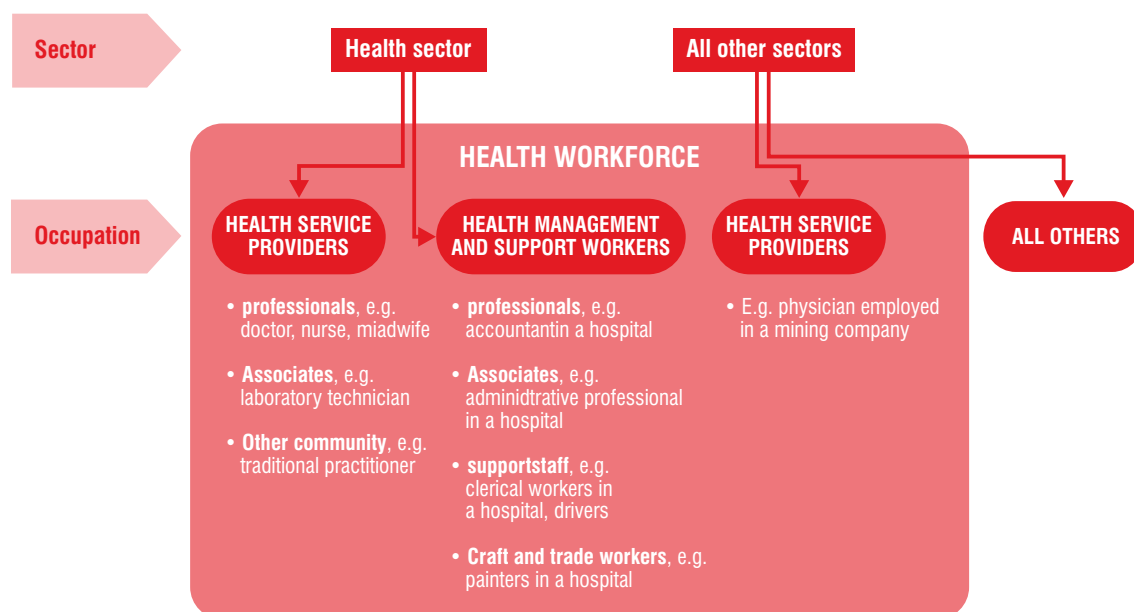 Sector
Health sector
All other sectors
HEALTH WORKFORCE
Occupation
HEALTH SERVICE
PROVIDERS
HEALTH MANAGEMENT
AND SUPPORT WORKERS
HEALTH SERVICE
PROVIDERS
ALL OTHERS
• professionals, e.g.
doctor, nurse, miadwife
• Associates, e.g.
laboratory technician
• Other community, e.g.
traditional practitioner
• professionals, e.g.
accountantin a hospital
• Associates, e.g.
adminidtrative professional
in a hospital
• supportstaff, e.g.
clerical workers in
a hospital, drivers
• Craft and trade workers, e.g.
painters in a hospital
• E.g. physician employed
in a mining company